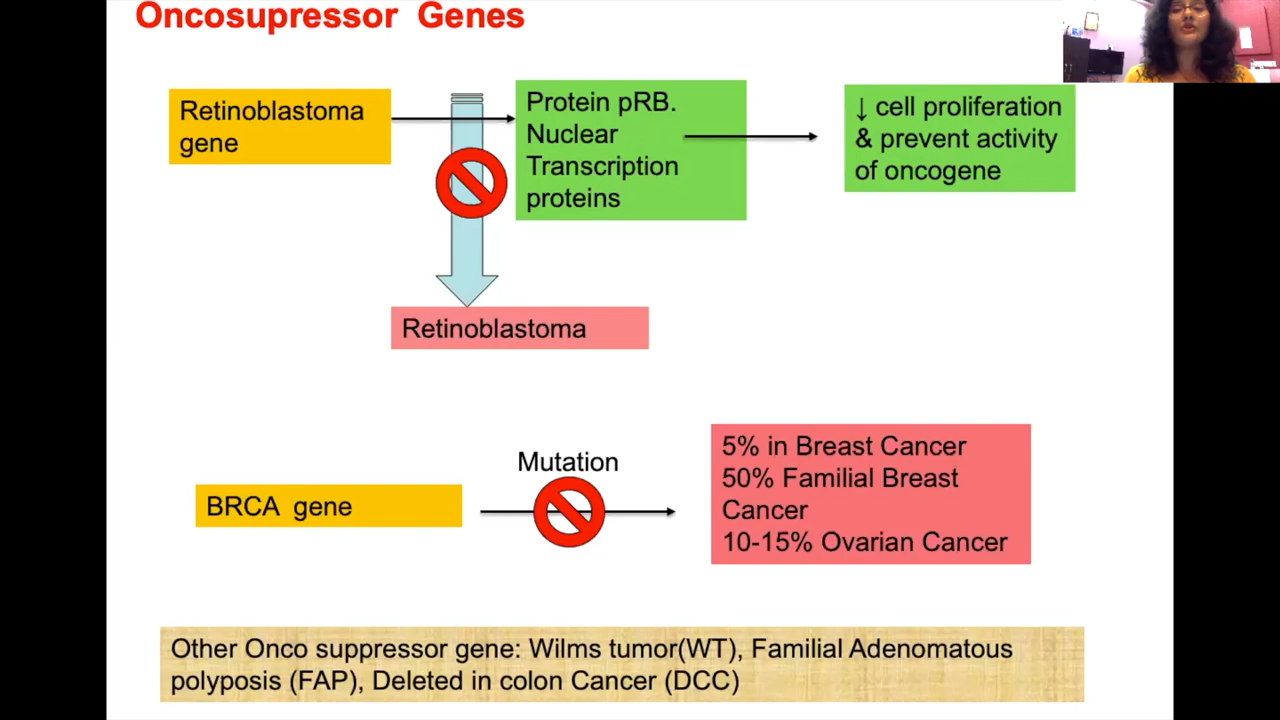 Oncosupressor Genes
Retinoblastoma
gene
Protein pRB.
Nuclear
Transcription
proteins
↓ cell proliferation
& prevent activity
of oncogene
Retinoblastoma
Mutation
BRCA gene
5% in Breast Cancer
50% Familial Breast
Cancer
10-15% Ovarian Cancer
Other Onco suppressor gene: Wilms tumor(WT), Familial Adenomatous
polyposis (FAP), Deleted in colon Cancer (DCC)